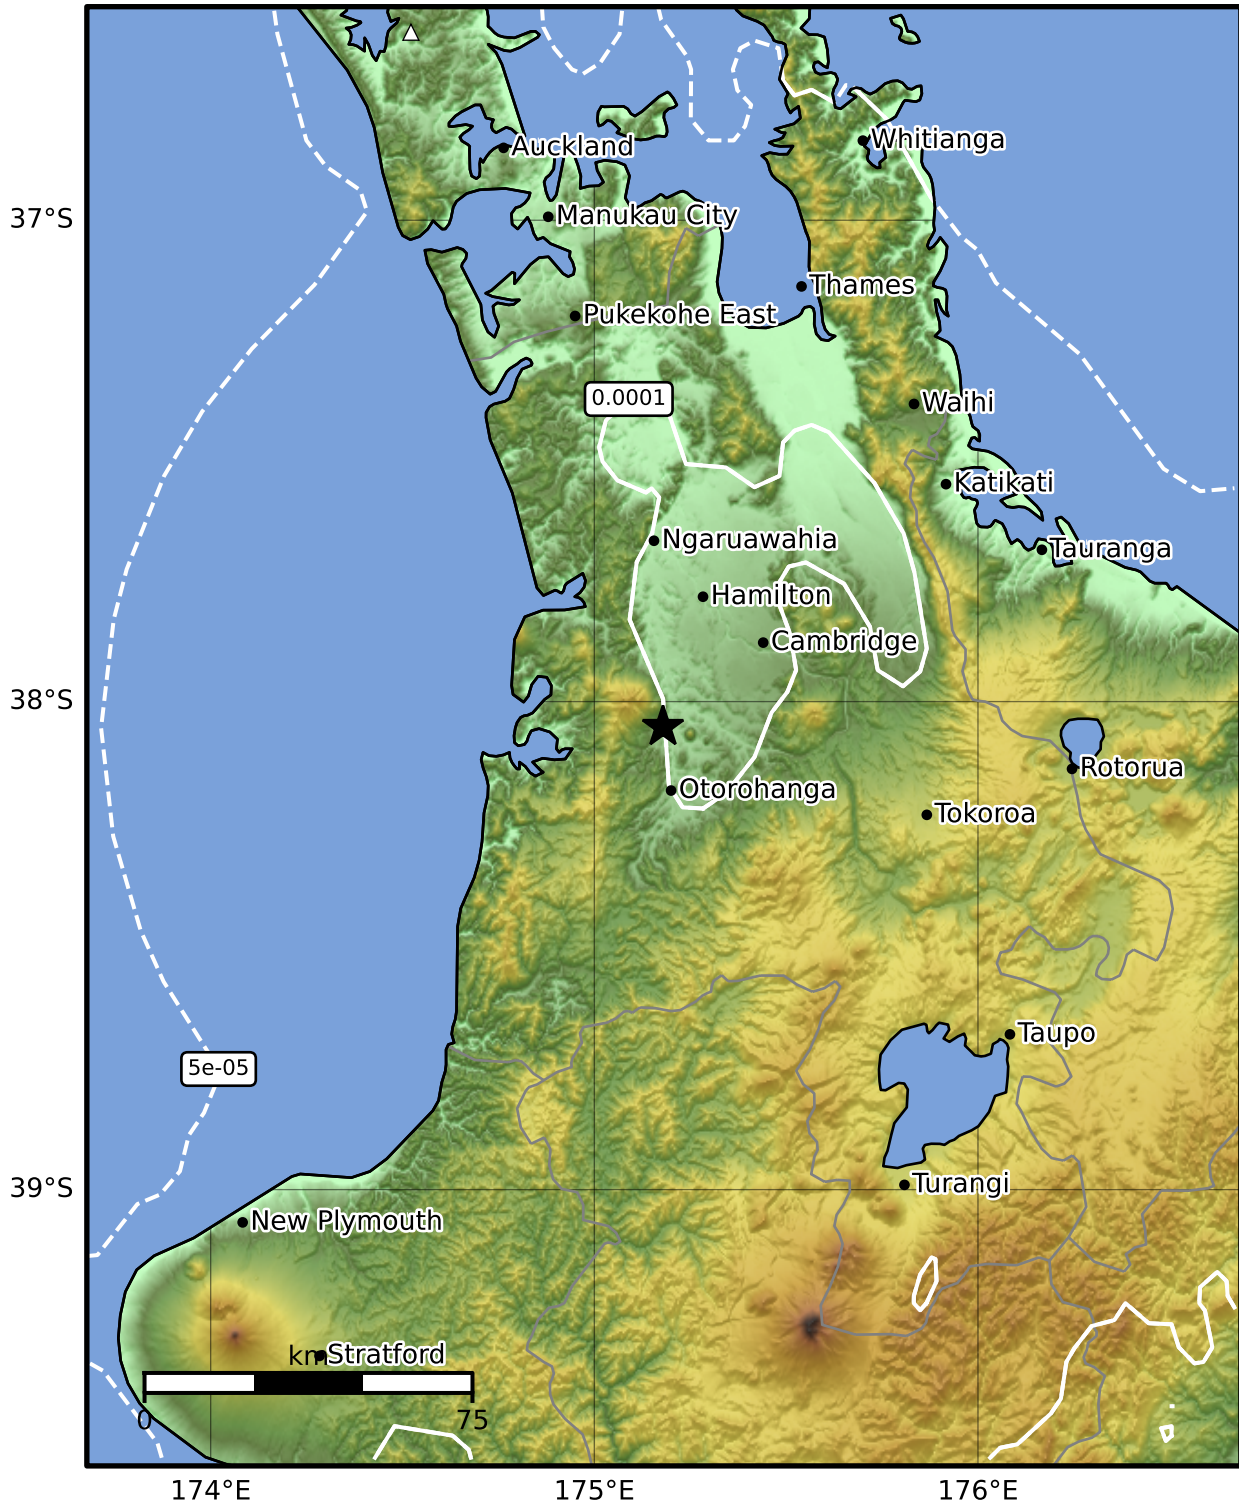 Auckland
Whitianga
37°S
Manukau City
Thames
Pukekohe East
0.0001
Waihi
Katikati
Ngaruawahia
Tauranga
Hamilton
Cambridge
38°S
Rotorua
Otorohanga
Tokoroa
Taupo
5e-05
39°S
Turangi
New Plymouth
km
Stratford
0
75
174°E
175°E
176°E